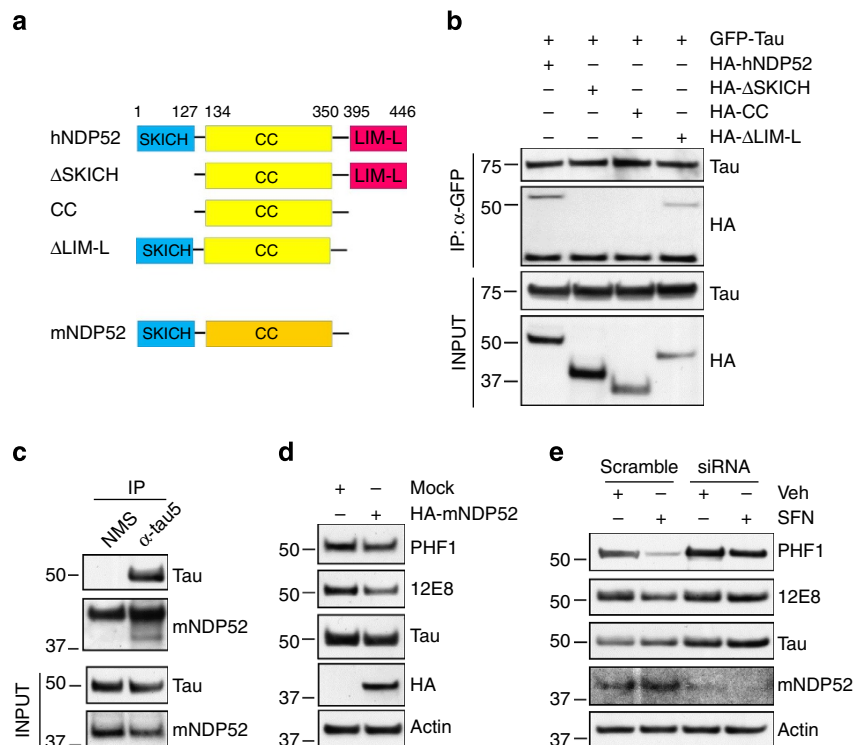 a
1 127 134 350 395 446
hNDP52 SKICH CC LIM-L
ΔSKICH CC LIM-L
CC CC
ΔLIM-L SKICH CC
mNDP52 SKICH CC
b
+ + + + GFP-Tau
+ – – – HA-hNDP52
– + – – HA-ΔSKICH
– – + – HA-CC
– – – + HA-ΔLIM-L
IP: α-GFP
75 Tau
50 HA
INPUT
75 Tau
50 HA
37
c
IP
NMS α-tau5
50 Tau
mNDP52
37
INPUT
50 Tau
37 mNDP52
d
+ – Mock
– + HA-mNDP52
50 PHF1
50 12E8
50 Tau
37 HA
37 Actin
e
Scramble siRNA
+ – + – Veh
– + – + SFN
50 PHF1
50 12E8
50 Tau
37 mNDP52
37 Actin